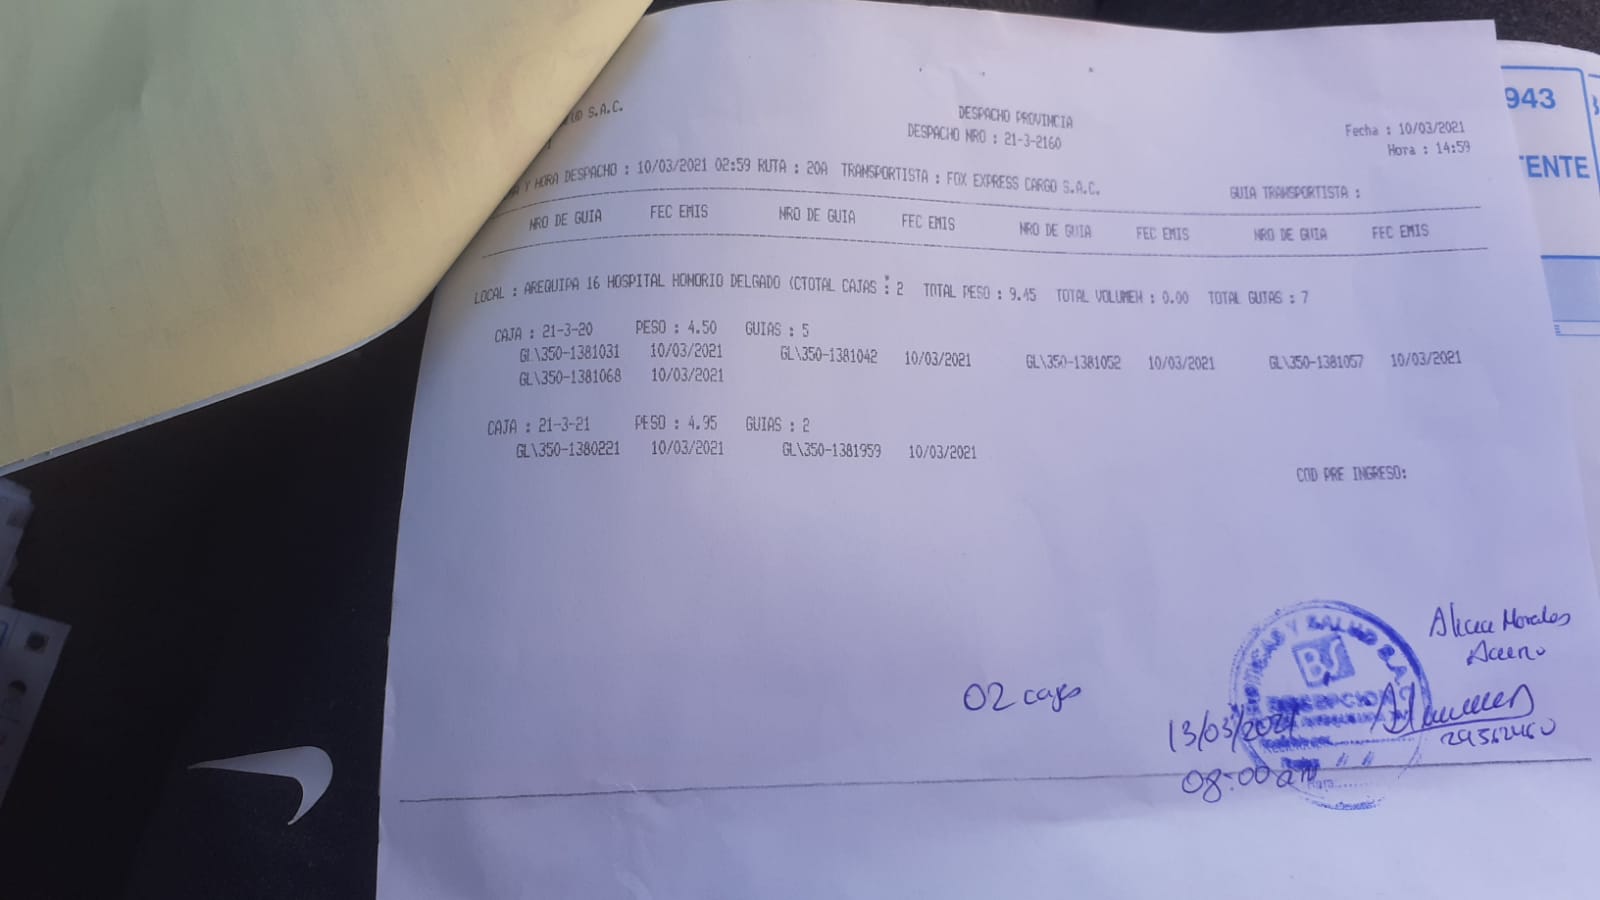 S.A.C.
DESPACHO PROVINCIA
DESPACHO NRO : 21-3-2160
Fecha : 10/03/2021
Hora : 14:59
Y HORA DESPACHO : 10/03/2021 02:59 RUTA : 20A TRANSPORTISTA : FOX EXPRESS CARGO S.A.C. GUIA TRANSPORTISTA :
NRO DE GUIA FEC EMIS NRO DE GUIA FEC EMIS NRO DE GUIA FEC EMIS NRO DE GUIA FEC EMIS
LOCAL : AREQUIPA 16 HOSPITAL HONORIO DELGADO (CTOTAL CAJAS : 2 TOTAL PESO : 9.45 TOTAL VOLUMEN : 0.00 TOTAL GUIAS : 7
CAJA : 21-3-20 PESO : 4.50 GUIAS : 5
GL\350-1381031 10/03/2021 GL\350-1381042 10/03/2021 GL\350-1381052 10/03/2021 GL\350-1381057 10/03/2021
GL\350-1381068 10/03/2021
CAJA : 21-3-21 PESO : 4.95 GUIAS : 2
GL\350-1380221 10/03/2021 GL\350-1381959 10/03/2021
COD PRE INGRESO:
02 cajas
Y SALUD S.A.C.
BS
RECEPCION
Morales
13/03/2021
08:00 am
943
TENTE